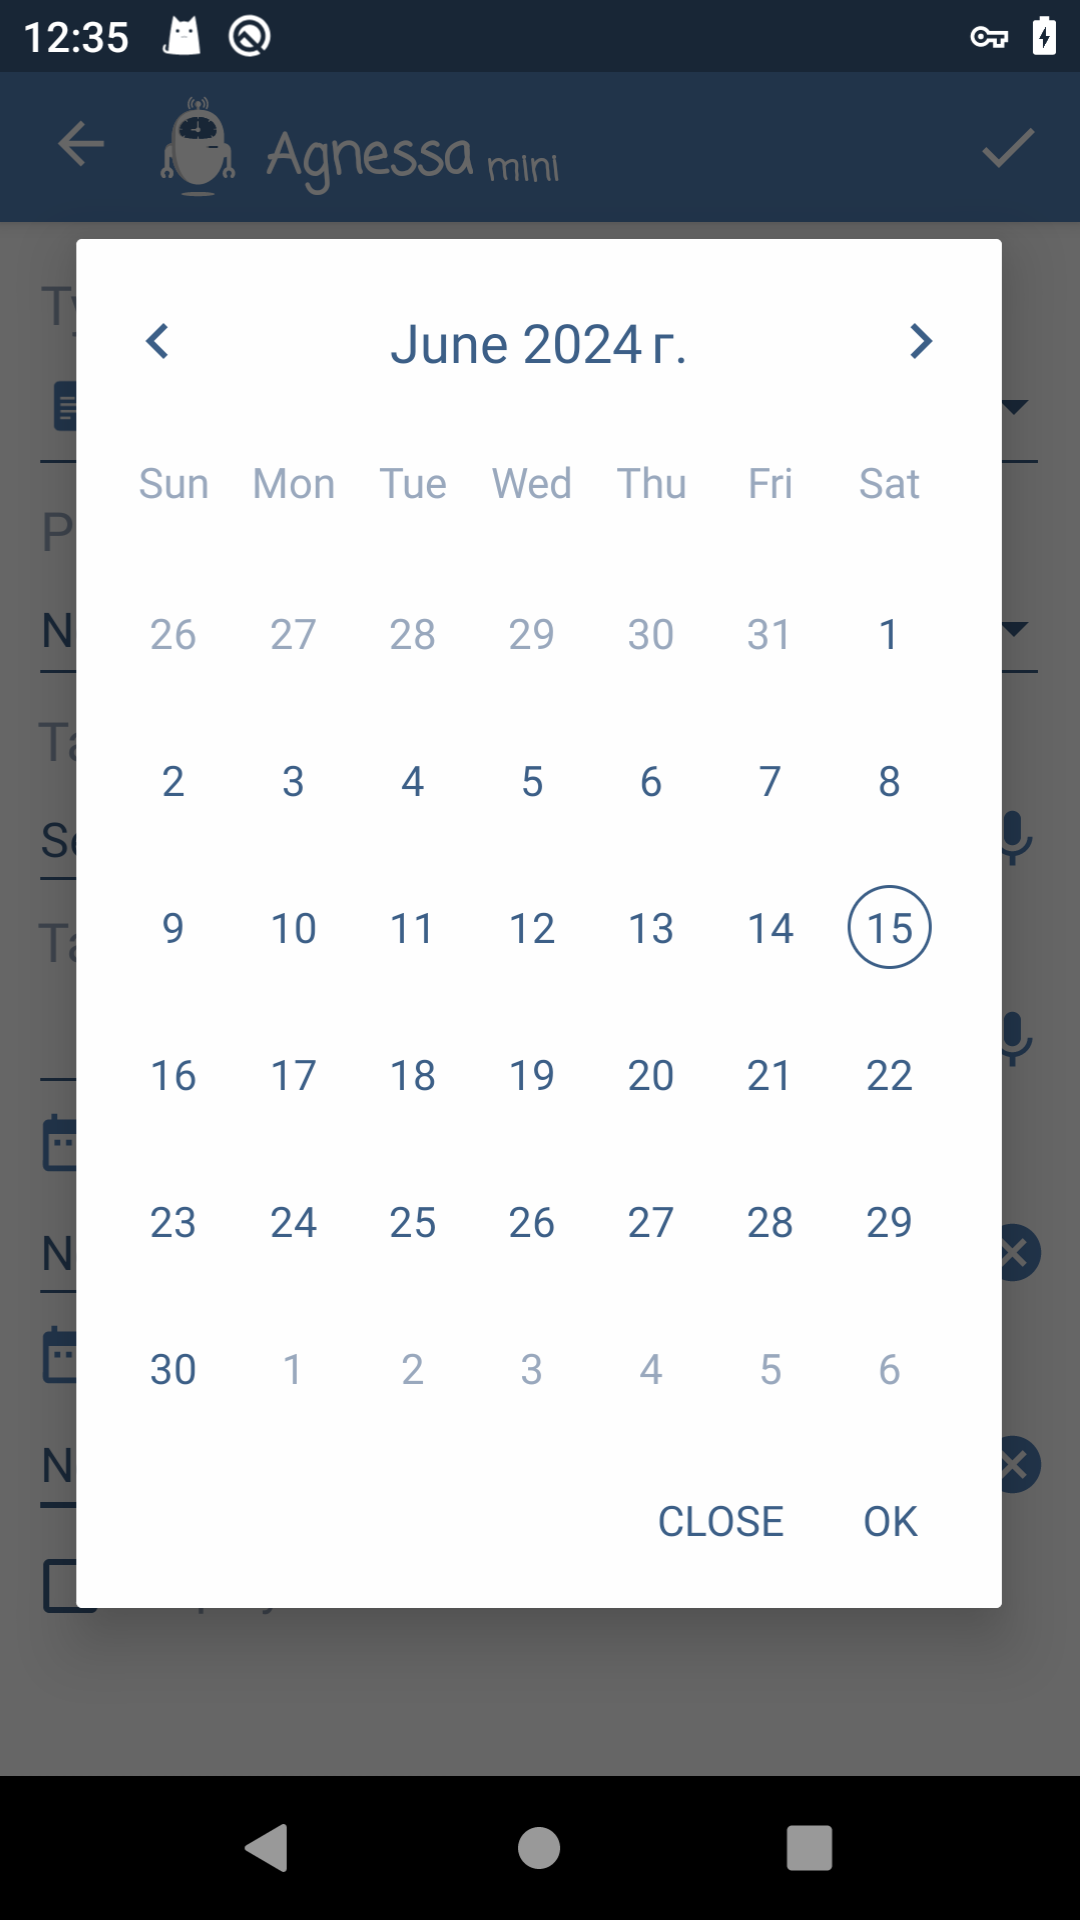 12:35
Agnessa mini
June 2024 г.
Sun Mon Tue Wed Thu Fri Sat
26 27 28 29 30 31 1
2 3 4 5 6 7 8
9 10 11 12 13 14 15
16 17 18 19 20 21 22
23 24 25 26 27 28 29
30 1 2 3 4 5 6
CLOSE OK